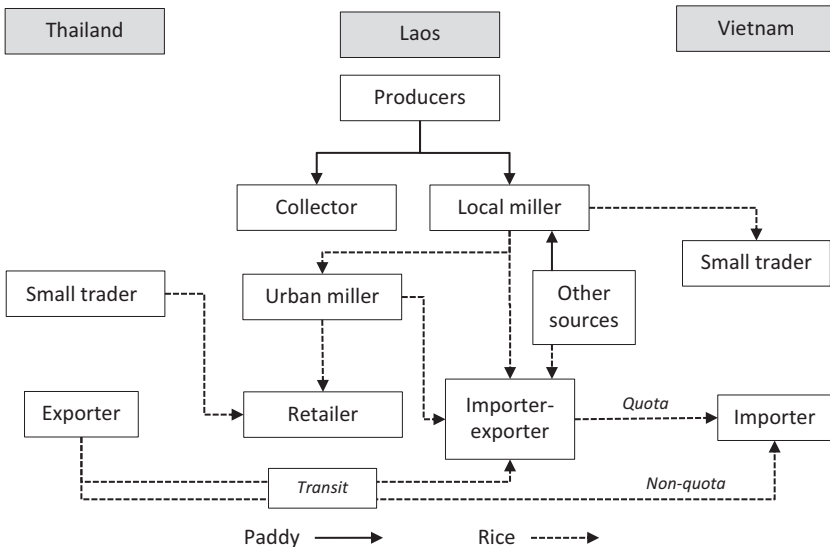 Thailand
Laos
Vietnam
Producers
Collector
Local miller
Small trader
Small trader
Urban miller
Other
sources
Exporter
Retailer
Importer-
exporter
Quota
Importer
Transit
Non-quota
Paddy
Rice